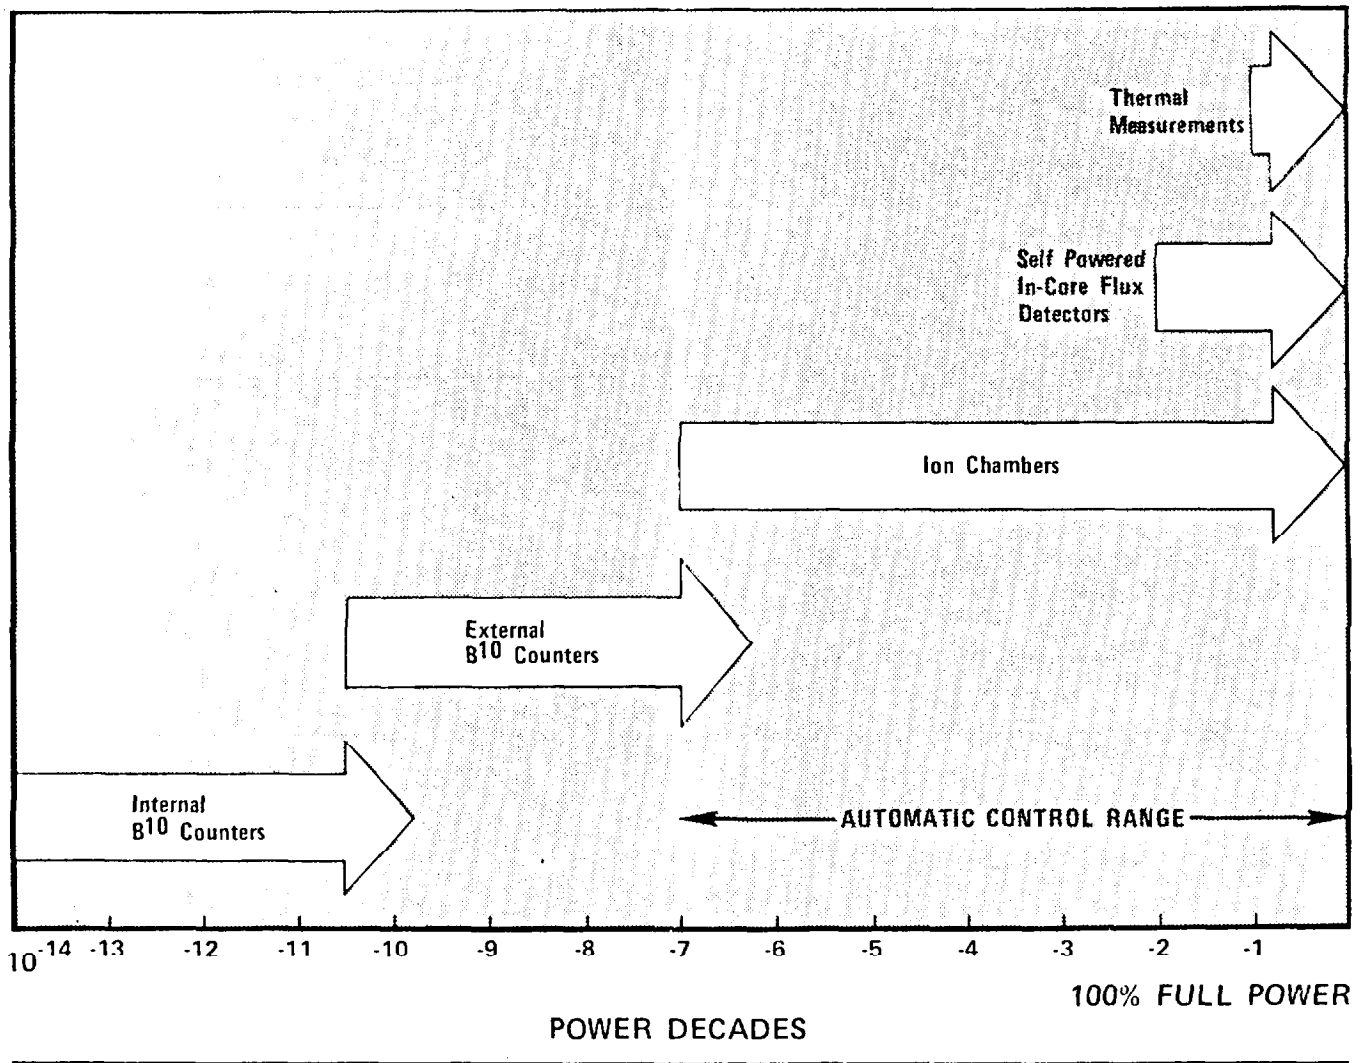 Thermal
Measurements
Self Powered
In-Core Flux
Detectors
Ion Chambers
External
B10 Counters
Internal
B10 Counters
AUTOMATIC CONTROL RANGE
10-14 -13 -12 -11 -10 -9 -8 -7 -6 -5 -4 -3 -2 -1
100% FULL POWER
POWER DECADES